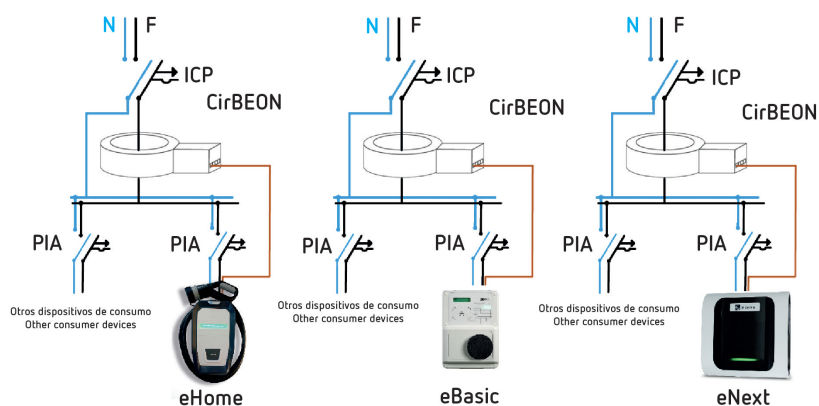 N F
ICP
CirBEON
PIA
PIA
Otros dispositivos de consumo
Other consumer devices
eHome
N F
ICP
CirBEON
PIA
PIA
Otros dispositivos de consumo
Other consumer devices
eBasic
N F
ICP
CirBEON
PIA
PIA
Otros dispositivos de consumo
Other consumer devices
eNext